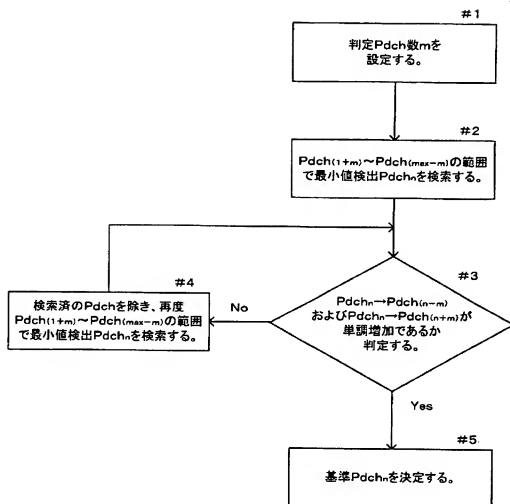 #1
判定Pdch数mを
設定する。
#2
Pdch(1+m)~Pdch(max-m)の範囲
で最小値検出Pdchnを検索する。
#4
検索済のPdchを除き、再度
Pdch(1+m)~Pdch(max-m)の範囲
で最小値検出Pdchnを検索する。
No
#3
Pdchn→Pdch(n-m)
およびPdchn→Pdch(n+m)が
単調増加であるか
判定する。
Yes
#5
基準Pdchnを決定する。